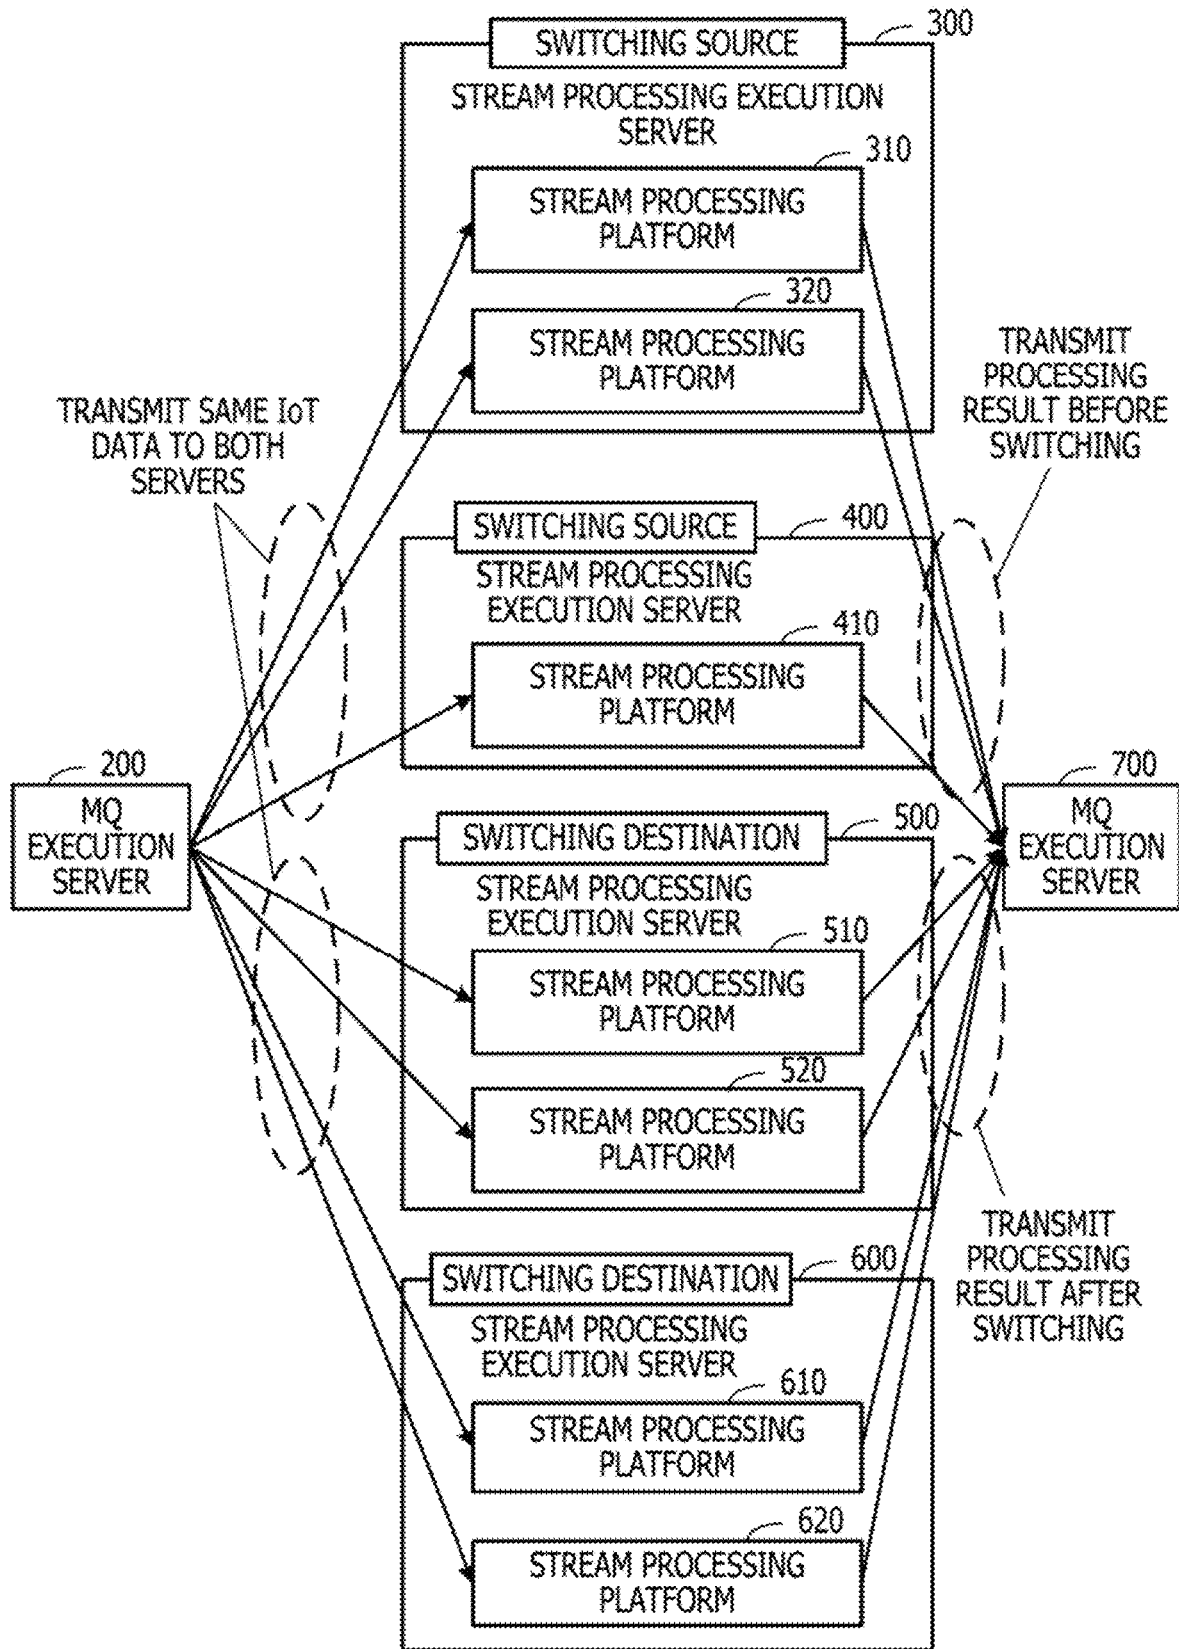 SWITCHING SOURCE
300
STREAM PROCESSING EXECUTION
SERVER
310
STREAM PROCESSING
PLATFORM
320
STREAM PROCESSING
PLATFORM
TRANSMIT SAME IoT
DATA TO BOTH
SERVERS
TRANSMIT
PROCESSING
RESULT BEFORE
SWITCHING
SWITCHING SOURCE
400
STREAM PROCESSING
EXECUTION SERVER
410
STREAM PROCESSING
PLATFORM
200
MQ
EXECUTION
SERVER
700
MQ
EXECUTION
SERVER
SWITCHING DESTINATION
500
STREAM PROCESSING
EXECUTION SERVER
510
STREAM PROCESSING
PLATFORM
520
STREAM PROCESSING
PLATFORM
TRANSMIT
PROCESSING
RESULT AFTER
SWITCHING
SWITCHING DESTINATION
600
STREAM PROCESSING
EXECUTION SERVER
610
STREAM PROCESSING
PLATFORM
620
STREAM PROCESSING
PLATFORM